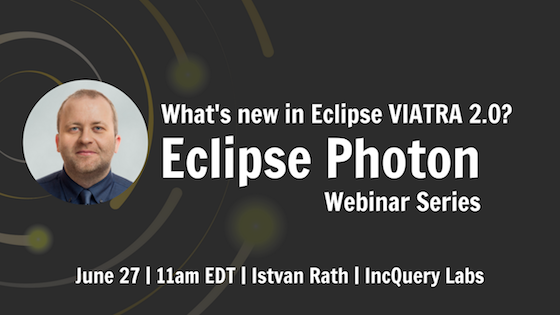 What's new in Eclipse VIATRA 2.0?
Eclipse Photon
Webinar Series
June 27 | 11am EDT | Istvan Rath | IncQuery Labs